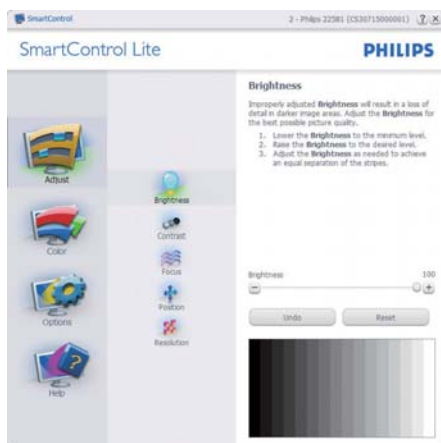 SmartControl
2 - Philips 225B1 (CS30715000001)
SmartControl Lite
PHILIPS
Adjust
Color
Options
Help
Brightness
Contrast
Focus
Position
Resolution
Brightness
Improperly adjusted Brightness will result in a loss of
detail in darker image areas. Adjust the Brightness for
the best possible picture quality.
1. Lower the Brightness to the minimum level.
2. Raise the Brightness to the desired level.
3. Adjust the Brightness as needed to achieve
an equal separation of the stripes.
Brightness 100
Undo Reset